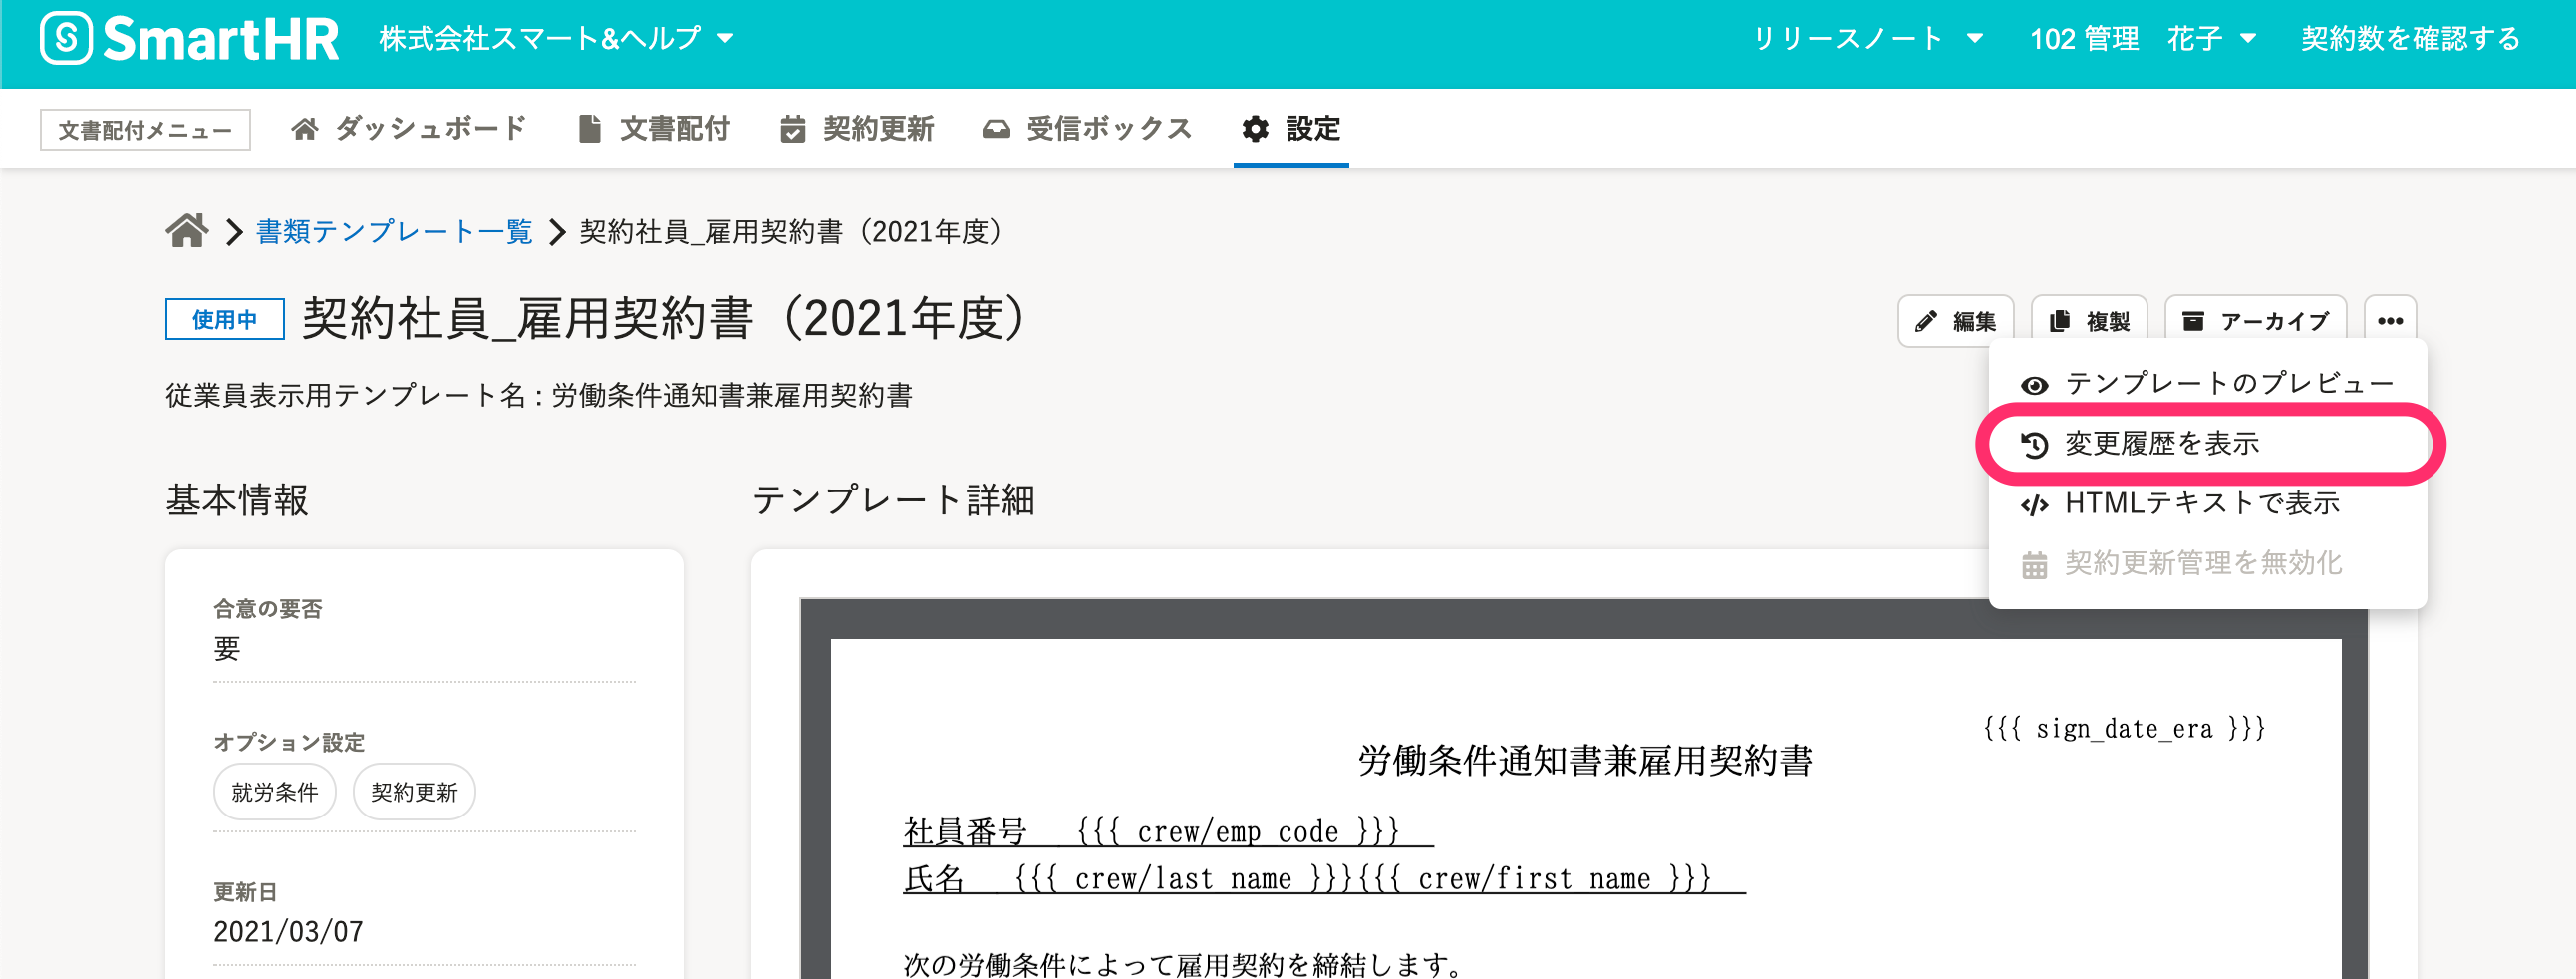 SmartHR 株式会社スマート&ヘルプ リリースノート 102 管理 花子 契約数を確認する
文書配付メニュー ダッシュボード 文書配付 契約更新 受信ボックス 設定
書類テンプレート一覧 契約社員_雇用契約書（2021年度）
使用中 契約社員_雇用契約書（2021年度）
編集 複製 アーカイブ
従業員表示用テンプレート名 : 労働条件通知書兼雇用契約書
テンプレートのプレビュー
変更履歴を表示
HTMLテキストで表示
契約更新管理を無効化
基本情報
合意の要否
要
オプション設定
就労条件 契約更新
更新日
2021/03/07
テンプレート詳細
{{{ sign_date_era }}}
労働条件通知書兼雇用契約書
社員番号 {{{ crew/emp_code }}}
氏名 {{{ crew/last_name }}}{{{ crew/first_name }}}
次の労働条件によって雇用契約を締結します。